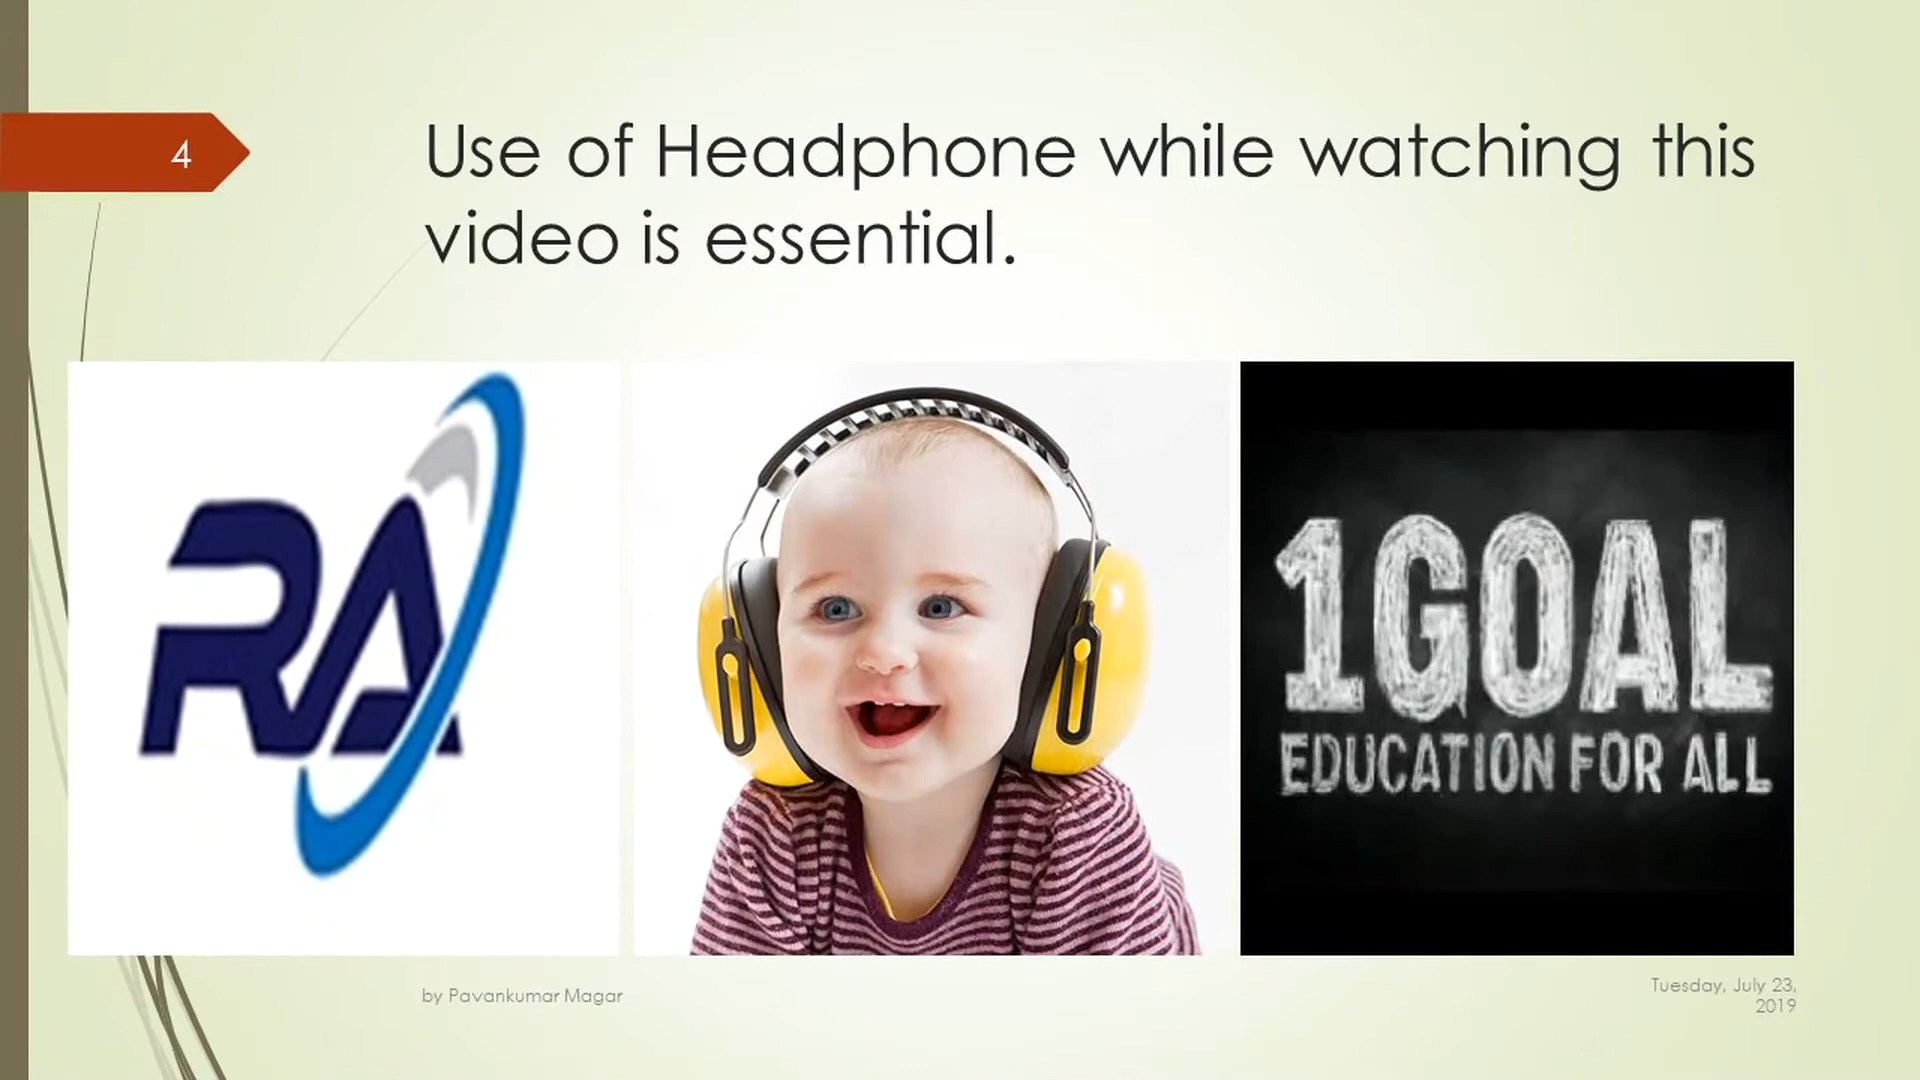 4
Use of Headphone while watching this
video is essential.
RA
1GOAL
EDUCATION FOR ALL
by Pavankumar Magar
Tuesday, July 23,
2019